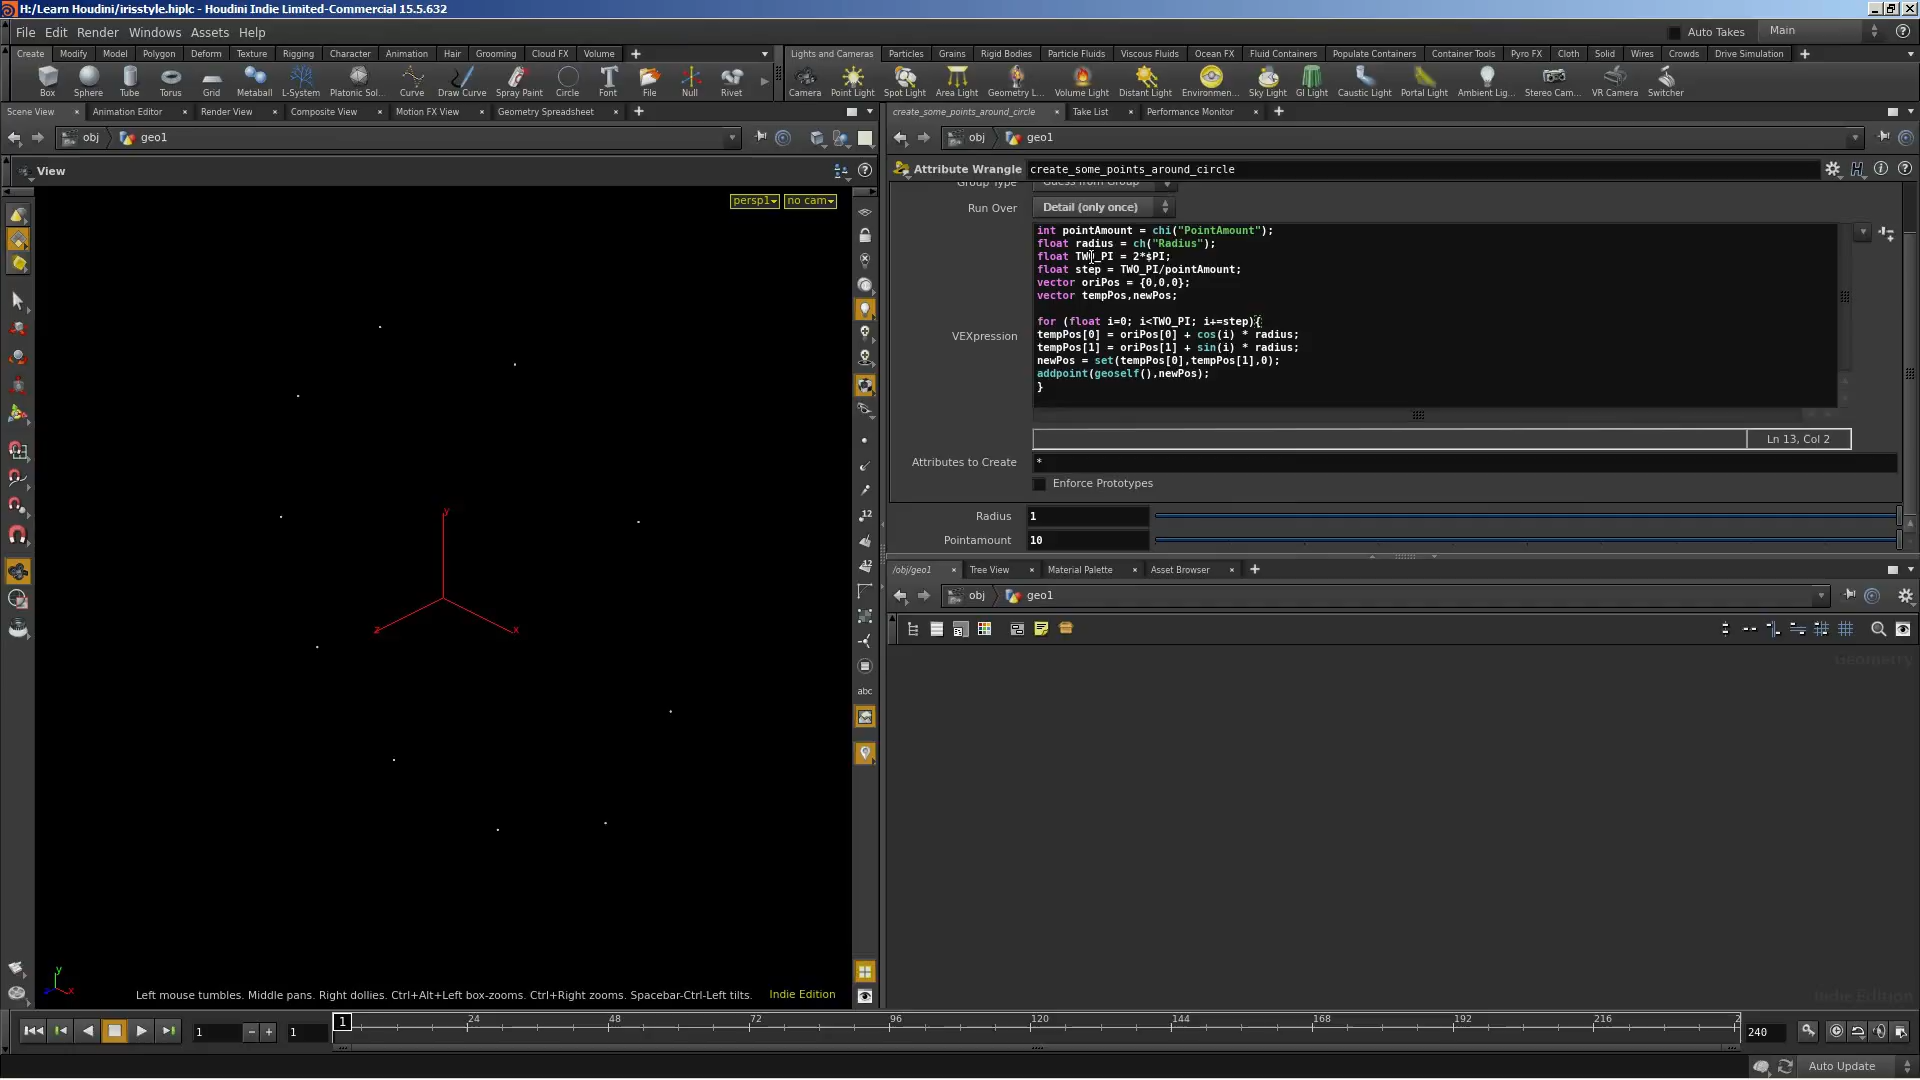 H:/Learn Houdini/irisstyle.hiplc - Houdini Indie Limited-Commercial 15.5.632
File Edit Render Windows Assets Help
Auto Takes Main
Create Modify Model Polygon Deform Texture Rigging Character Animation Hair Grooming Cloud FX Volume
Lights and Cameras Particles Grains Rigid Bodies Particle Fluids Viscous Fluids Ocean FX Fluid Containers Populate Containers Container Tools Pyro FX Cloth Solid Wires Crowds Drive Simulation
Box Sphere Tube Torus Grid Metaball L-System Platonic Sol... Curve Draw Curve Spray Paint Circle Font File Null Rivet
Camera Point Light Spot Light Area Light Geometry L... Volume Light Distant Light Environmen... Sky Light GI Light Caustic Light Portal Light Ambient Lig... Stereo Cam... VR Camera Switcher
Scene View Animation Editor Render View Composite View Motion FX View Geometry Spreadsheet
create_some_points_around_circle Take List Performance Monitor
obj geo1
obj geo1
View
Attribute Wrangle create_some_points_around_circle
Group Type Guess from Group
persp1 no cam
Run Over Detail (only once)
VEXpression
int pointAmount = chi("PointAmount");
float radius = ch("Radius");
float TWO_PI = 2*$PI;
float step = TWO_PI/pointAmount;
vector oriPos = {0,0,0};
vector tempPos,newPos;
for (float i=0; i<TWO_PI; i+=step){
tempPos[0] = oriPos[0] + cos(i) * radius;
tempPos[1] = oriPos[1] + sin(i) * radius;
newPos = set(tempPos[0],tempPos[1],0);
addpoint(geoself(),newPos);
}
Ln 13, Col 2
Attributes to Create *
Enforce Prototypes
Radius 1
Pointamount 10
/obj/geo1 Tree View Material Palette Asset Browser
obj geo1
Geometry
Indie Edition
12
12
abc
y
z
x
y
x
Left mouse tumbles. Middle pans. Right dollies. Ctrl+Alt+Left box-zooms. Ctrl+Right zooms. Spacebar-Ctrl-Left tilts. Indie Edition
1 1 1 24 48 72 96 120 144 168 192 216 2 240
Auto Update